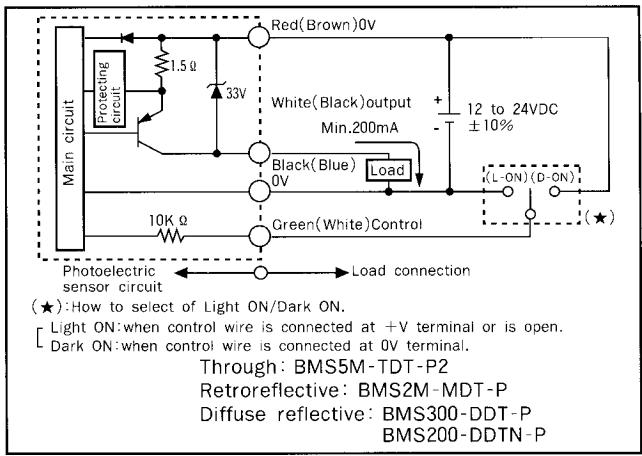 Red(Brown)0V
1.5Ω
33V
Protecting circuit
Main circuit
White(Black)output
Min.200mA
+
12 to 24VDC
-
±10%
Black(Blue)
0V
Load
(L-ON)(D-ON)
10K Ω
Green(White)Control
(★)
Photoelectric
sensor circuit
Load connection
(★):How to select of Light ON/Dark ON.
Light ON:when control wire is connected at +V terminal or is open.
Dark ON:when control wire is connected at 0V terminal.
Through: BMS5M-TDT-P2
Retroreflective: BMS2M-MDT-P
Diffuse reflective: BMS300-DDT-P
BMS200-DDTN-P